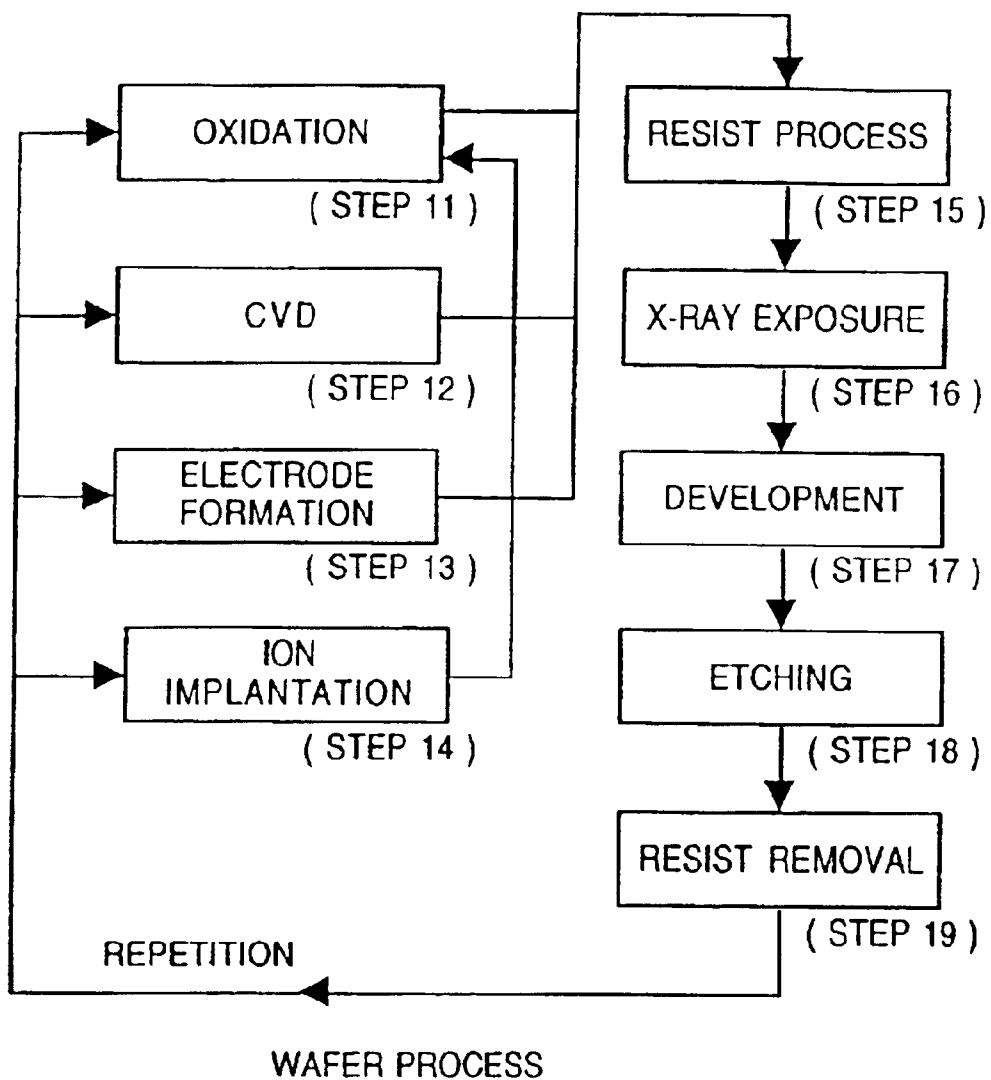 OXIDATION
( STEP 11 )
CVD
( STEP 12 )
ELECTRODE
FORMATION
( STEP 13 )
ION
IMPLANTATION
( STEP 14 )
RESIST PROCESS
( STEP 15 )
X-RAY EXPOSURE
( STEP 16 )
DEVELOPMENT
( STEP 17 )
ETCHING
( STEP 18 )
RESIST REMOVAL
( STEP 19 )
REPETITION
WAFER PROCESS